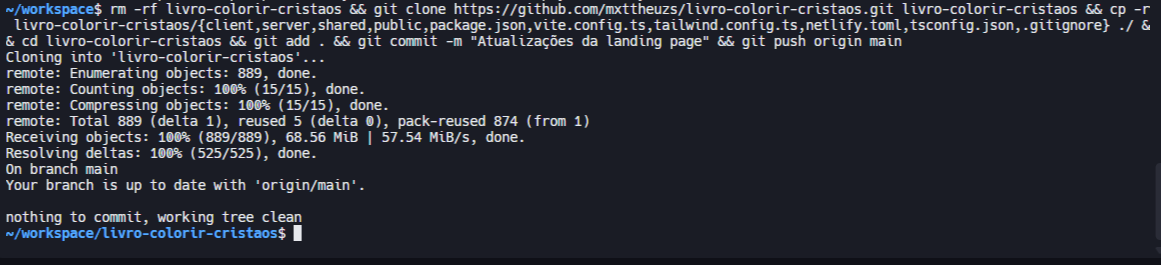 ~/workspace$ rm -rf livro-colorir-cristaos && git clone https://github.com/mxttheuzs/livro-colorir-cristaos.git livro-colorir-cristaos && cp -r
 livro-colorir-cristaos/{client,server,shared,public,package.json,vite.config.ts,tailwind.config.ts,netlify.toml,tsconfig.json,.gitignore} ./ &
& cd livro-colorir-cristaos && git add . && git commit -m "Atualizações da landing page" && git push origin main
Cloning into 'livro-colorir-cristaos'...
remote: Enumerating objects: 889, done.
remote: Counting objects: 100% (15/15), done.
remote: Compressing objects: 100% (15/15), done.
remote: Total 889 (delta 1), reused 5 (delta 0), pack-reused 874 (from 1)
Receiving objects: 100% (889/889), 68.56 MiB | 57.54 MiB/s, done.
Resolving deltas: 100% (525/525), done.
On branch main
Your branch is up to date with 'origin/main'.
nothing to commit, working tree clean
~/workspace/livro-colorir-cristaos$